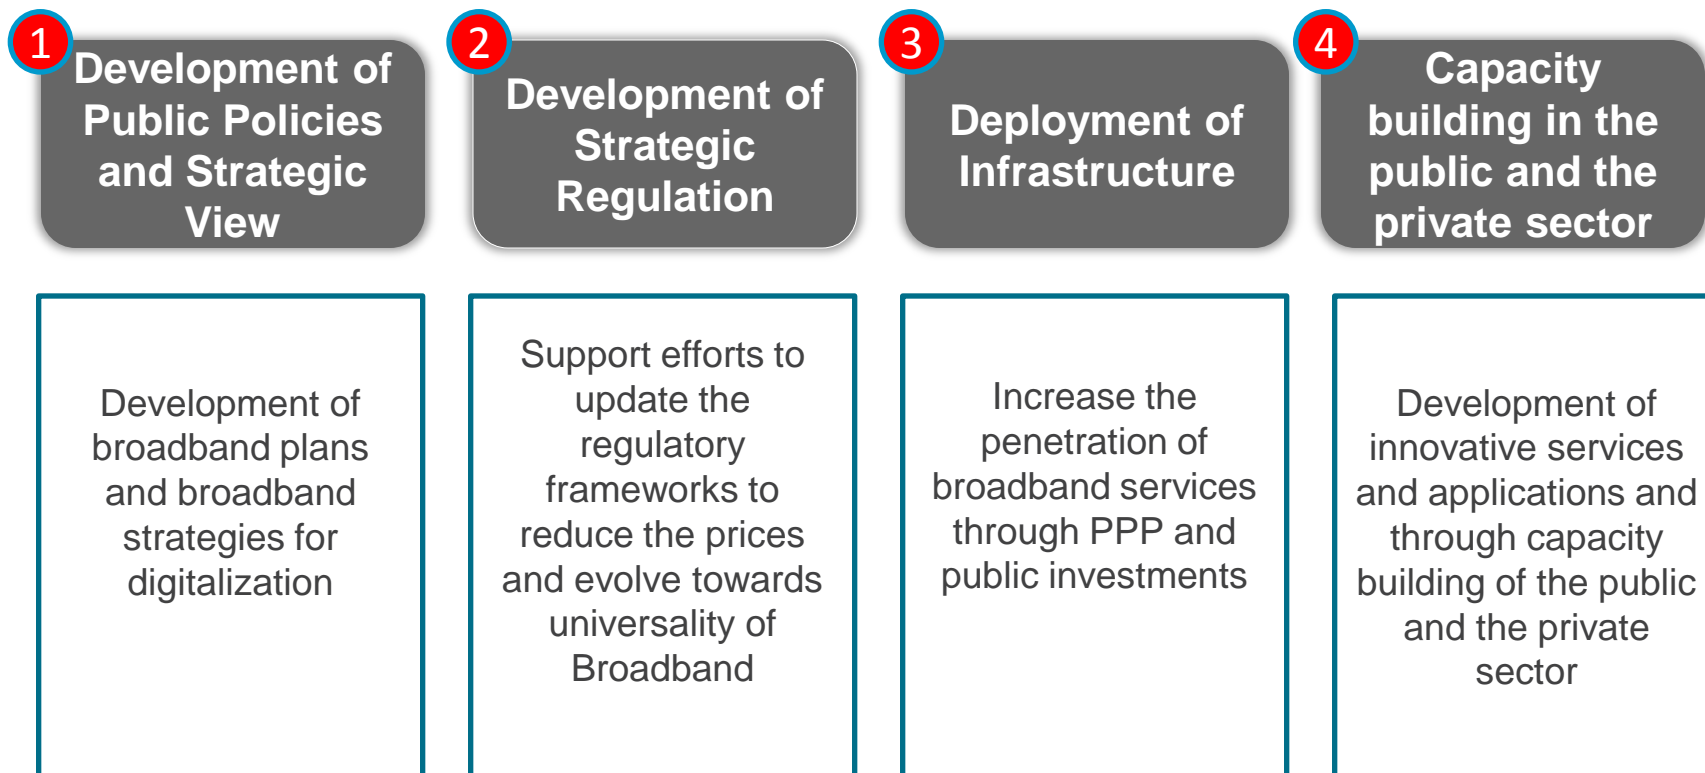 1
Development of
Public Policies
and Strategic
View
2
Development of
Strategic
Regulation
3
Deployment of
Infrastructure
4
Capacity
building in the
public and the
private sector
Development of
broadband plans
and broadband
strategies for
digitalization
Support efforts to
update the
regulatory
frameworks to
reduce the prices
and evolve towards
universality of
Broadband
Increase the
penetration of
broadband services
through PPP and
public investments
Development of
innovative services
and applications and
through capacity
building of the public
and the private
sector